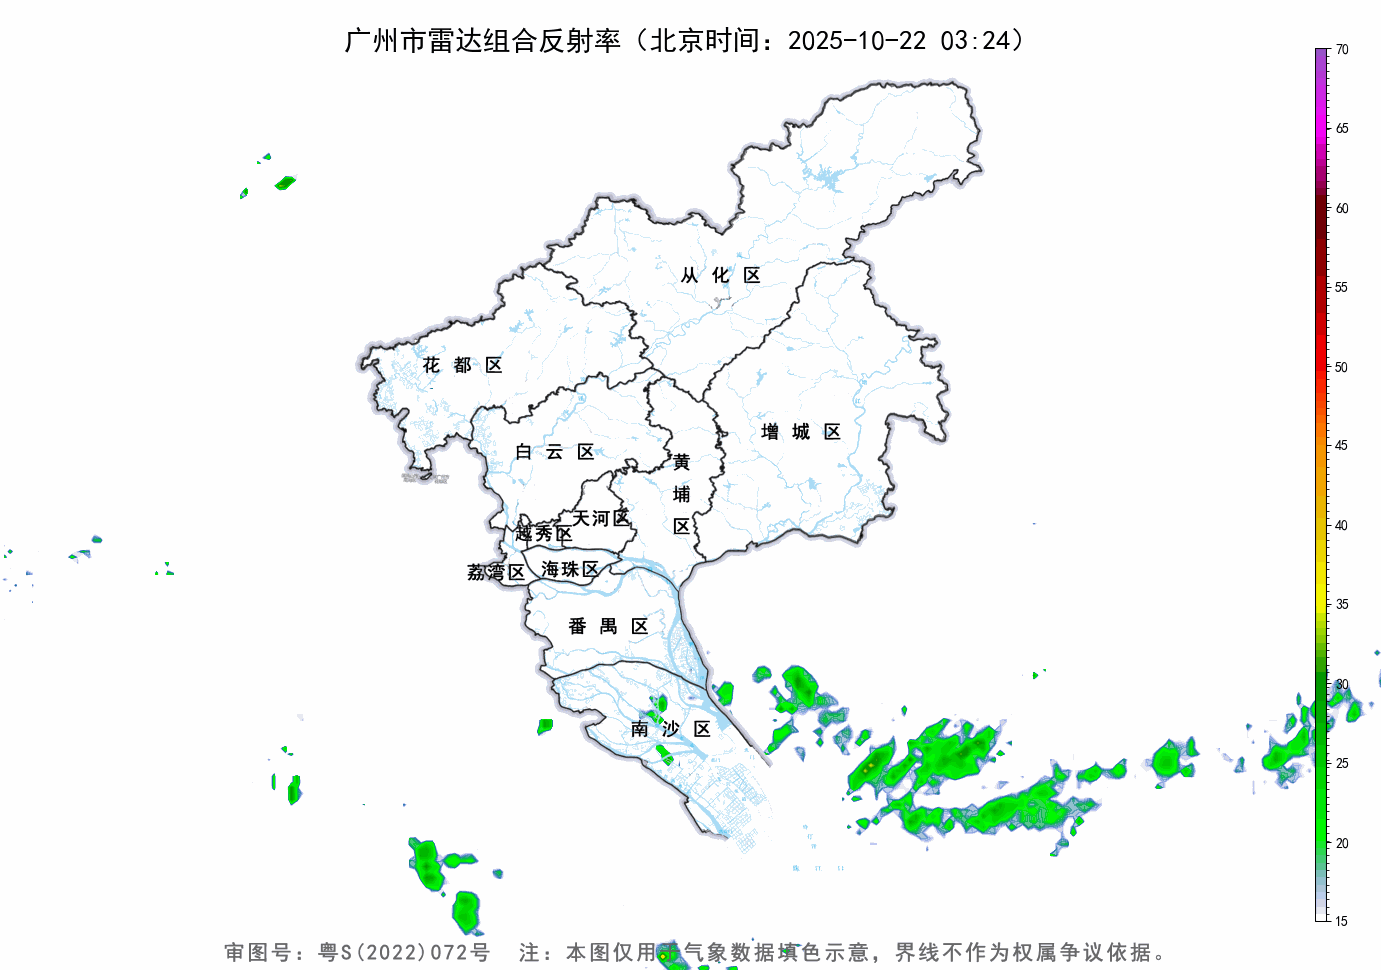 广州市雷达组合反射率（北京时间：2025-10-22 03:24）
70
65
60
55
50
45
40
35
30
25
20
15
从化区
花都区
增城区
白云区
黄埔区
天河区
越秀区
荔湾区
海珠区
番禺区
南沙区
审图号：粤S(2022)072号 注：本图仅用于气象数据填色示意，界线不作为权属争议依据。